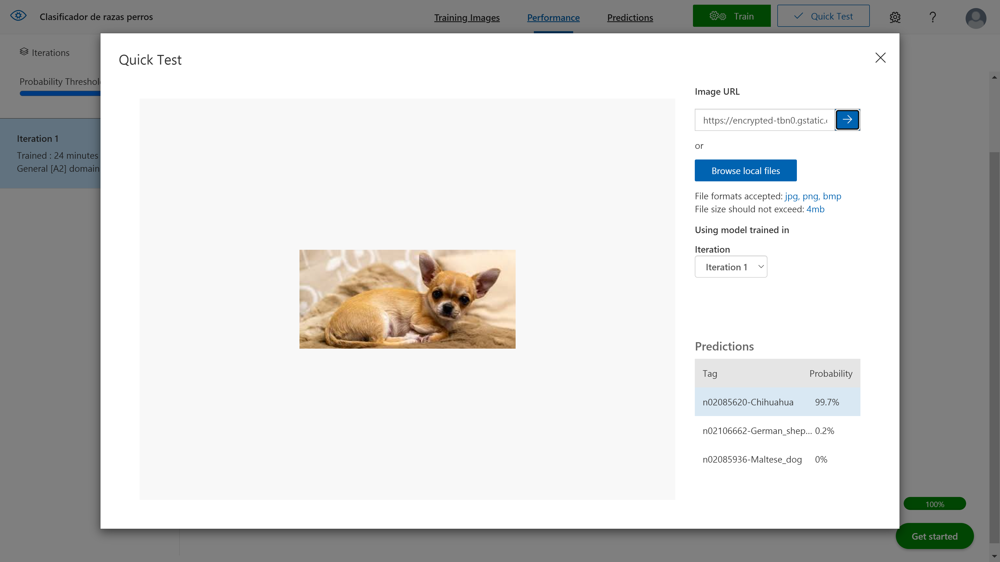 Clasificador de razas perros
Training Images
Performance
Predictions
Train
Quick Test
?
Iterations
Probability
Iteration 1
Trained : 24 minutes
General [A2] domain
Quick Test
Image URL
https://encrypted-tbn0.gstatic.
or
Browse local files
File formats accepted: jpg, png, bmp
File size should not exceed: 4mb
Using model trained in
Iteration
Iteration 1
Predictions
Tag Probability
n02085620-Chihuahua 99.7%
n02106662-German_shep... 0.2%
n02085936-Maltese_dog 0%
100%
Get started